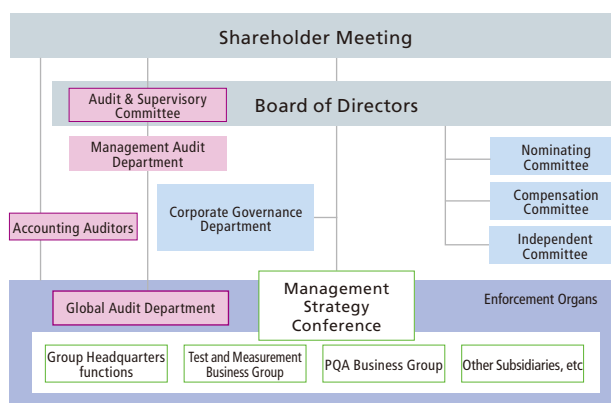 Shareholder Meeting
Audit & Supervisory
Committee
Board of Directors
Management Audit
Department
Nominating
Committee
Corporate Governance
Department
Compensation
Committee
Accounting Auditors
Independent
Committee
Global Audit Department
Management
Strategy
Conference
Enforcement Organs
Group Headquarters
functions
Test and Measurement
Business Group
PQA Business Group
Other Subsidiaries, etc